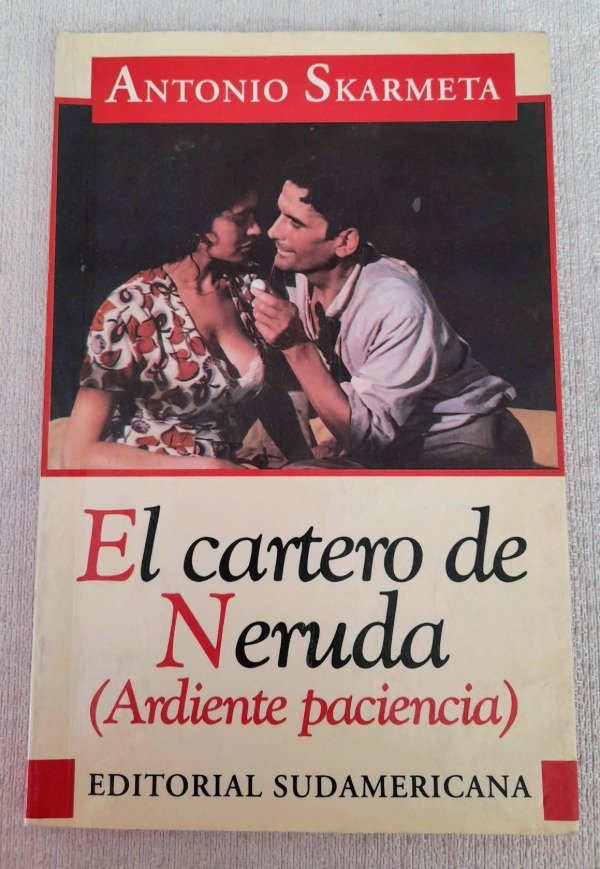 ANTONIO SKARMETA
El cartero de
Neruda
(Ardiente paciencia)
EDITORIAL SUDAMERICANA